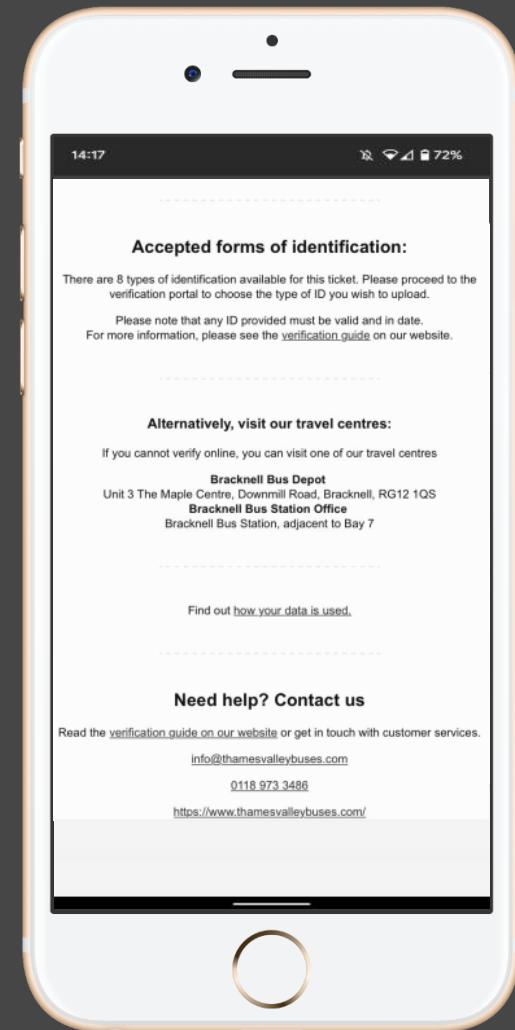 14:17
72%
Accepted forms of identification:
There are 8 types of identification available for this ticket. Please proceed to the
verification portal to choose the type of ID you wish to upload.
Please note that any ID provided must be valid and in date.
For more information, please see the verification guide on our website.
Alternatively, visit our travel centres:
If you cannot verify online, you can visit one of our travel centres
Bracknell Bus Depot
Unit 3 The Maple Centre, Downmill Road, Bracknell, RG12 1QS
Bracknell Bus Station Office
Bracknell Bus Station, adjacent to Bay 7
Find out how your data is used.
Need help? Contact us
Read the verification guide on our website or get in touch with customer services.
info@thamesvalleybuses.com
0118 973 3486
https://www.thamesvalleybuses.com/